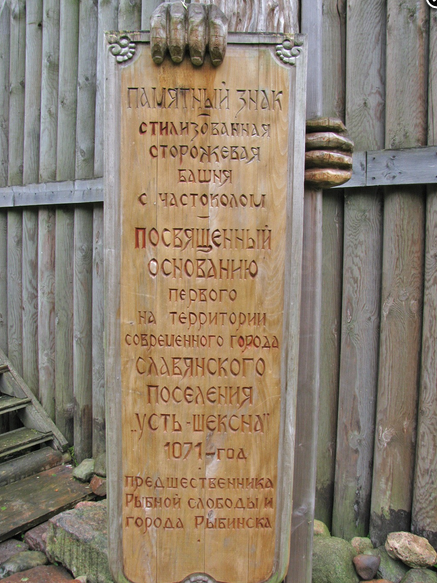 ПАМЯТНЫЙ ЗНАК
–
СТИЛИЗОВАННАЯ
СТОРОЖЕВАЯ
БАШНЯ
С ЧАСТОКОЛОМ
–
ПОСВЯЩЕННЫЙ
ОСНОВАНИЮ
ПЕРВОГО
НА ТЕРРИТОРИИ
СОВРЕМЕННОГО ГОРОДА
СЛАВЯНСКОГО
ПОСЕЛЕНИЯ
„УСТЬ-ШЕКСНА"
1071-ГОД
ПРЕДШЕСТВЕННИКА
РЫБНОЙ СЛОБОДЫ И
ГОРОДА РЫБИНСКА